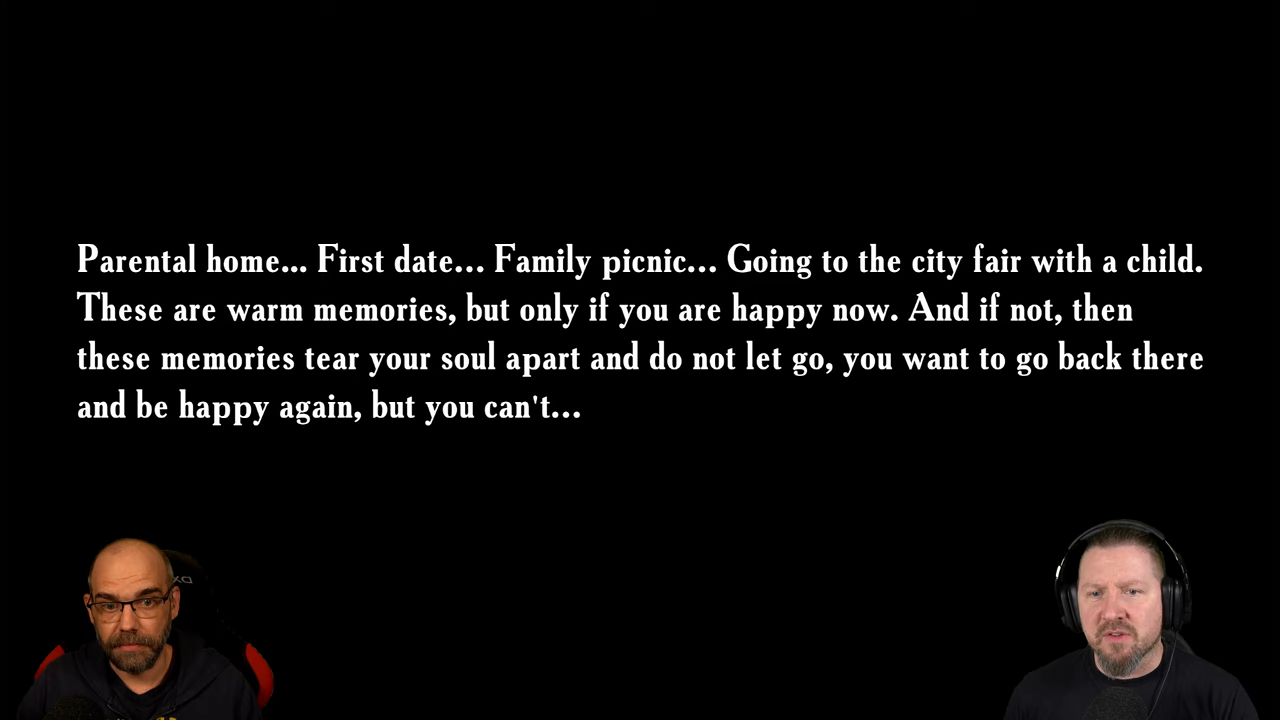 Parental home... First date... Family picnic... Going to the city fair with a child.
These are warm memories, but only if you are happy now. And if not, then
these memories tear your soul apart and do not let go, you want to go back there
and be happy again, but you can't...